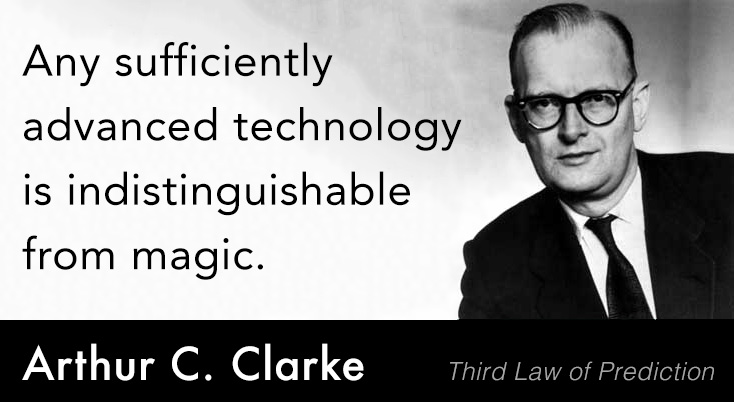 Any sufficiently
advanced technology
is indistinguishable
from magic.
Arthur C. Clarke
Third Law of Prediction